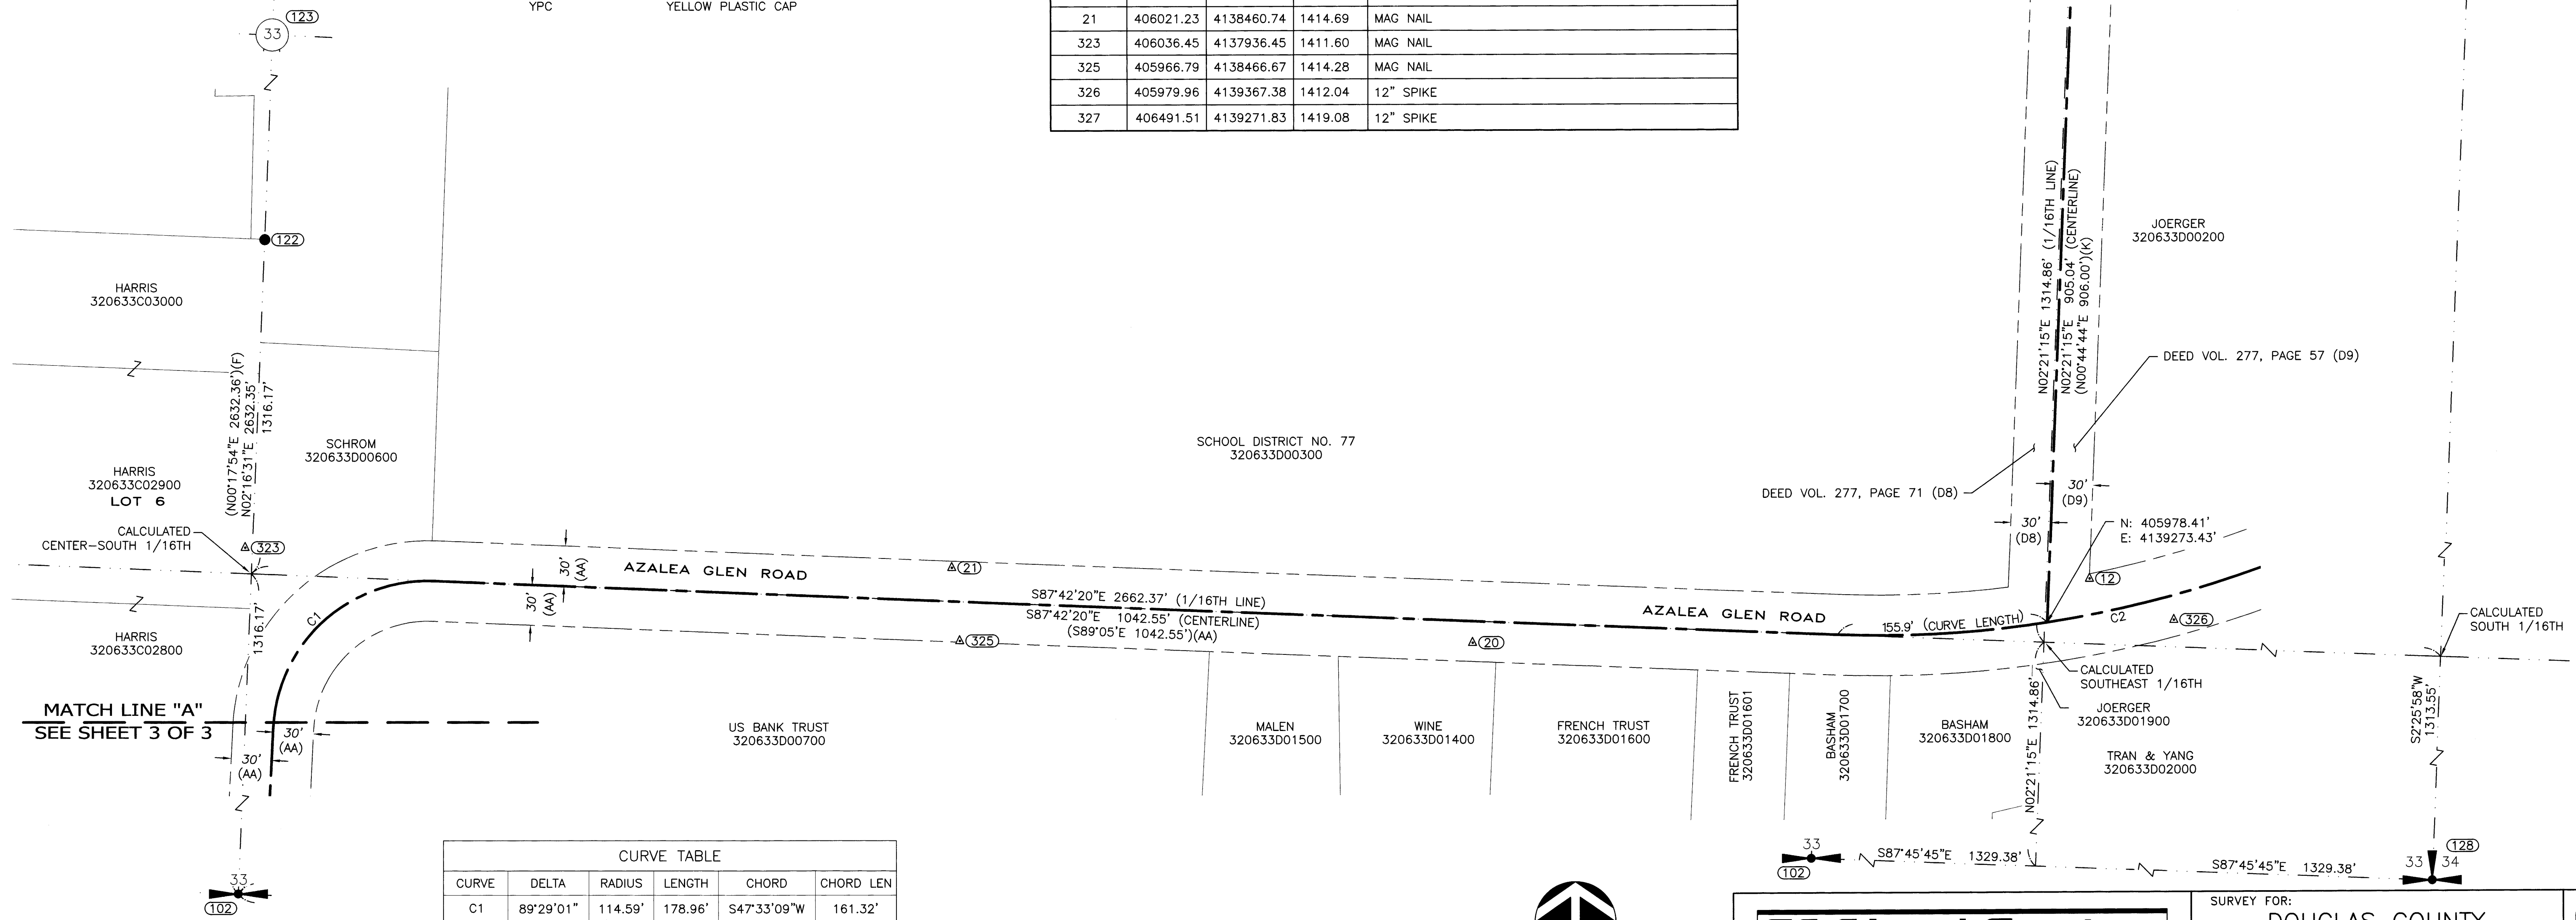 YPC YELLOW PLASTIC CAP
21 406021.23 4138460.74 1414.69 MAG NAIL
323 406036.45 4137936.45 1411.60 MAG NAIL
325 405966.79 4138466.67 1414.28 MAG NAIL
326 405979.96 4139367.38 1412.04 12" SPIKE
327 406491.51 4139271.83 1419.08 12" SPIKE
123
33
122
HARRIS
320633C03000
(N00°17'54"E 2632.36')(F)
N02°16'31"E 2632.35'
1316.17'
SCHROM
320633D00600
HARRIS
320633C02900
LOT 6
CALCULATED
CENTER-SOUTH 1/16TH
323
1316.17'
HARRIS
320633C02800
C1
MATCH LINE "A"
SEE SHEET 3 OF 3
30'
(AA)
30'
(AA)
33
102
30'
(AA)
30'
(AA)
AZALEA GLEN ROAD
21
SCHOOL DISTRICT NO. 77
320633D00300
S87°42'20"E 2662.37' (1/16TH LINE)
S87°42'20"E 1042.55' (CENTERLINE)
(S89°05'E 1042.55')(AA)
325
20
AZALEA GLEN ROAD
155.9' (CURVE LENGTH)
US BANK TRUST
320633D00700
MALEN
320633D01500
WINE
320633D01400
FRENCH TRUST
320633D01600
FRENCH TRUST
320633D01601
BASHAM
320633D01700
BASHAM
320633D01800
N02°21'15"E 1314.86' (1/16TH LINE)
N02°21'15"E 905.04' (CENTERLINE)
(N00°44'44"E 906.00')(K)
JOERGER
320633D00200
DEED VOL. 277, PAGE 57 (D9)
DEED VOL. 277, PAGE 71 (D8)
30'
(D9)
30'
(D8)
N: 405978.41'
E: 4139273.43'
12
C2
326
CALCULATED
SOUTH 1/16TH
CALCULATED
SOUTHEAST 1/16TH
JOERGER
320633D01900
N02°21'15"E 1314.86'
TRAN & YANG
320633D02000
S2°25'58"W
1313.55'
33
102
S87°45'45"E 1329.38'
S87°45'45"E 1329.38'
33 34
128
CURVE TABLE
CURVE DELTA RADIUS LENGTH CHORD CHORD LEN
C1 89°29'01" 114.59' 178.96' S47°33'09"W 161.32'
SURVEY FOR:
DOUGLAS COUNTY